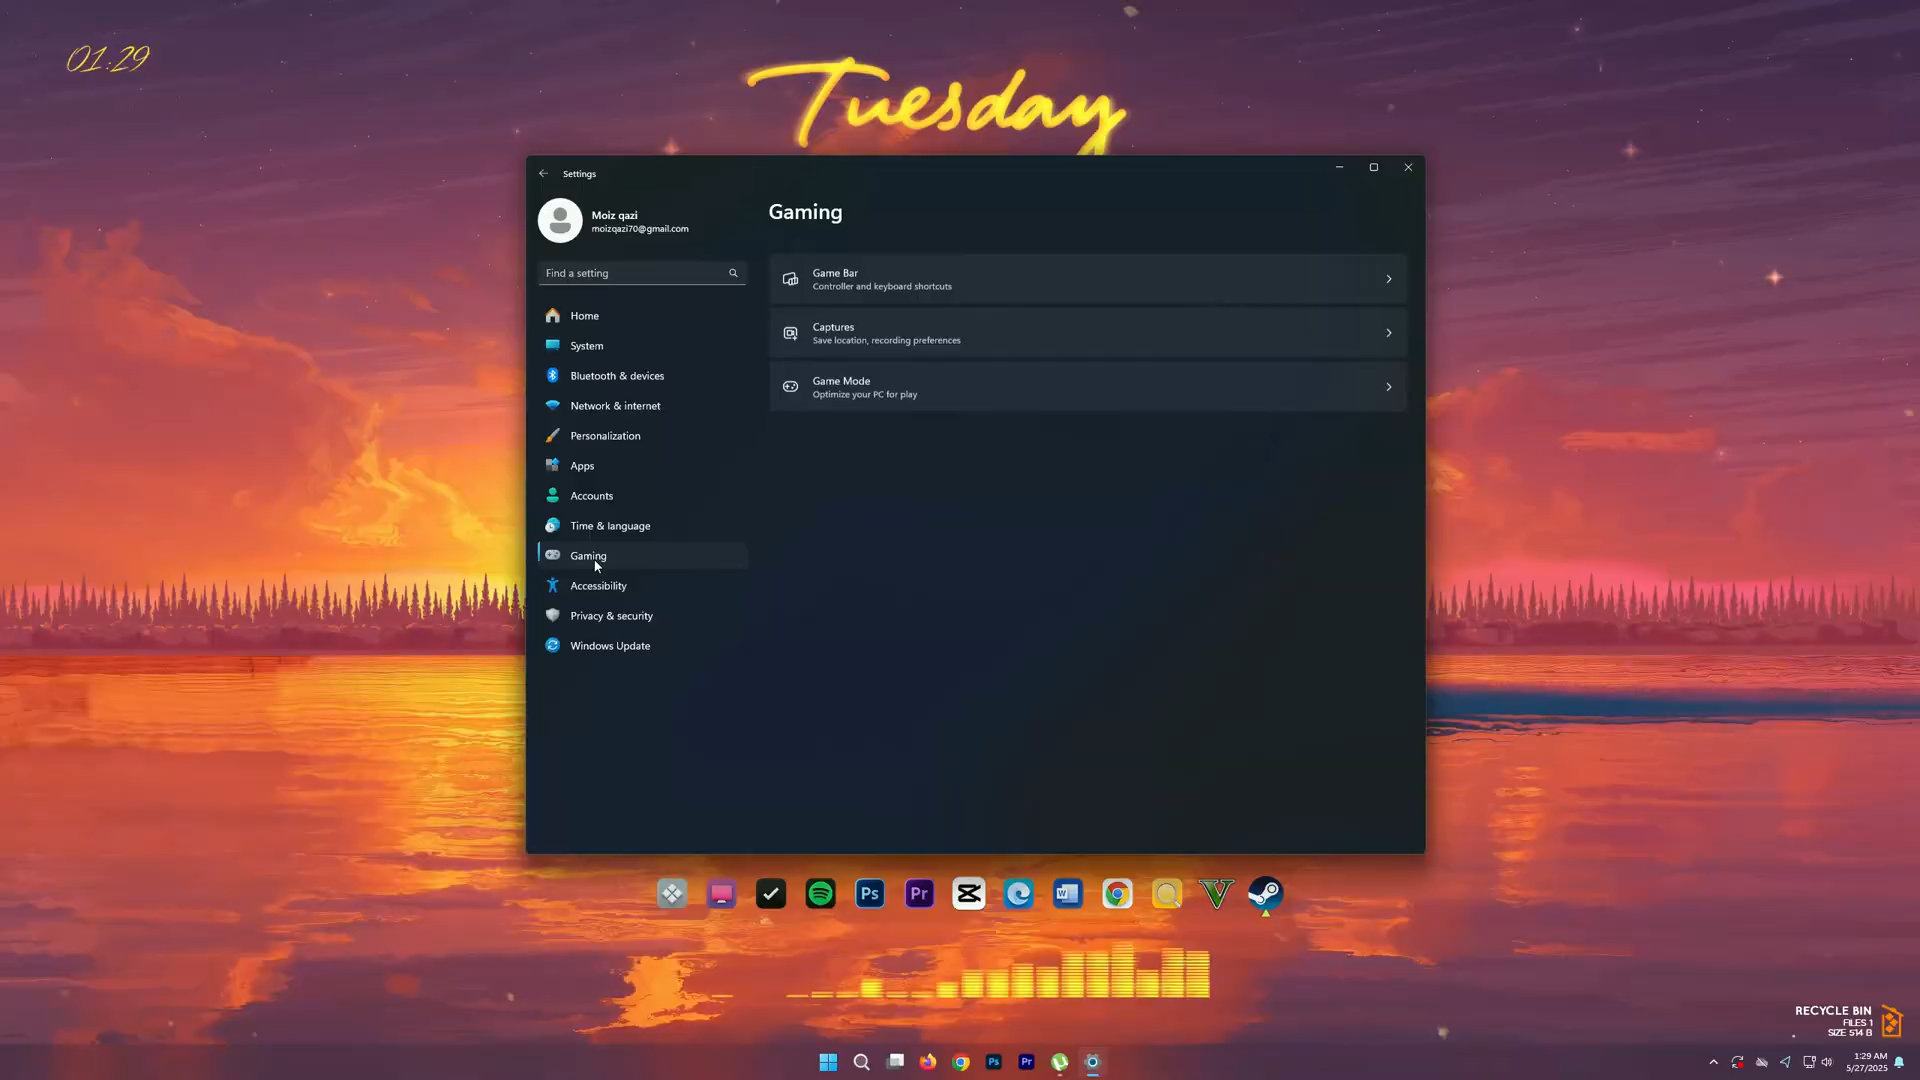 01:29
Tuesday
Settings
Moiz qazi
moizqazi70@gmail.com
Find a setting
Home
System
Bluetooth & devices
Network & internet
Personalization
Apps
Accounts
Time & language
Gaming
Accessibility
Privacy & security
Windows Update
Gaming
Game Bar
Controller and keyboard shortcuts
Captures
Save location, recording preferences
Game Mode
Optimize your PC for play
Ps
Pr
W
V
RECYCLE BIN
FILES 1
SIZE 514 B
Ps
Pr
1:29 AM
5/27/2025